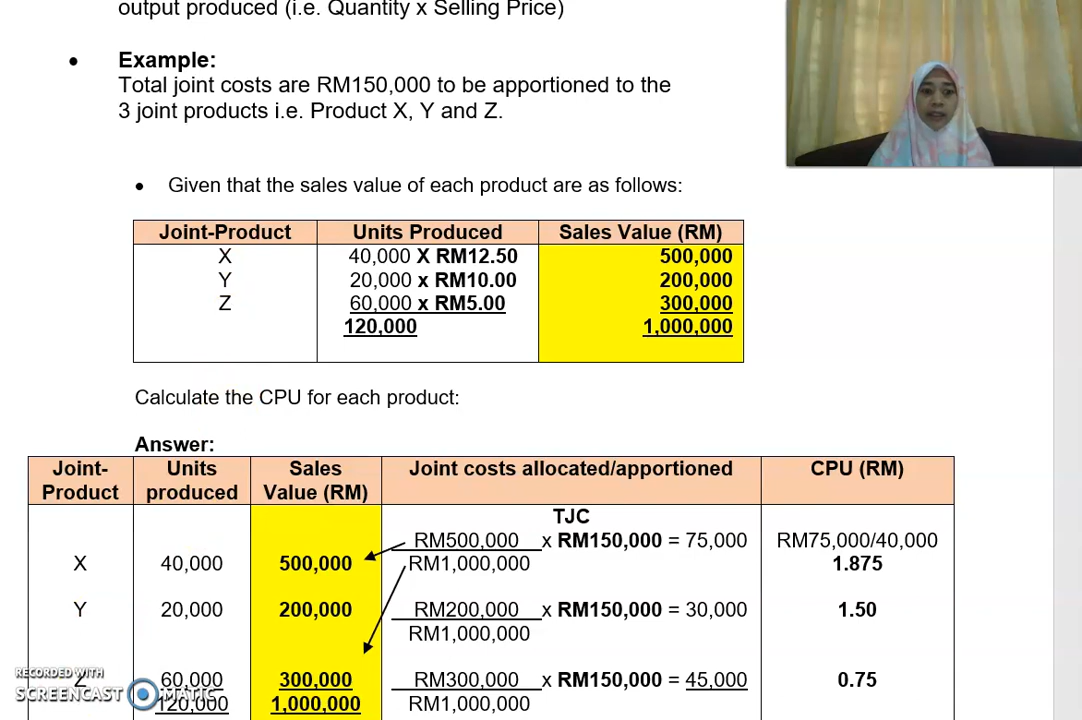 output produced (i.e. Quantity x Selling Price)
• Example:
Total joint costs are RM150,000 to be apportioned to the
3 joint products i.e. Product X, Y and Z.
• Given that the sales value of each product are as follows:
Joint-Product Units Produced Sales Value (RM)
X 40,000 X RM12.50 500,000
Y 20,000 x RM10.00 200,000
Z 60,000 x RM5.00 300,000
120,000 1,000,000
Calculate the CPU for each product:
Answer:
Joint- Units Sales Joint costs allocated/apportioned CPU (RM)
Product produced Value (RM)
TJC
RM500,000 x RM150,000 = 75,000 RM75,000/40,000
X 40,000 500,000 RM1,000,000 1.875
Y 20,000 200,000 RM200,000 x RM150,000 = 30,000 1.50
RM1,000,000
RECORDED WITH
Z 60,000 300,000 RM300,000 x RM150,000 = 45,000 0.75
SCREENCAST MATIC
120,000 1,000,000 RM1,000,000